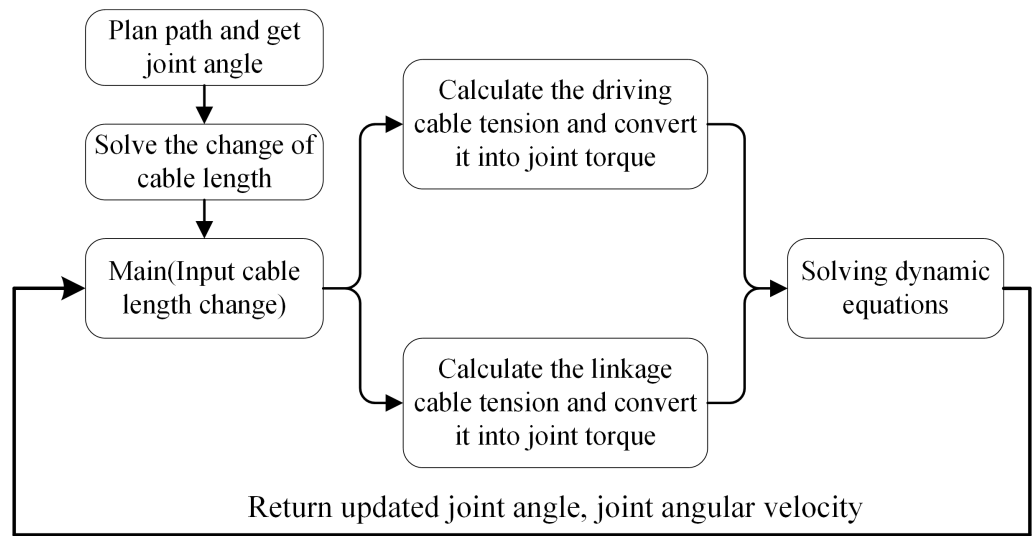 Plan path and get
joint angle
Solve the change of
cable length
Main(Input cable
length change)
Calculate the driving
cable tension and convert
it into joint torque
Calculate the linkage
cable tension and convert
it into joint torque
Solving dynamic
equations
Return updated joint angle, joint angular velocity